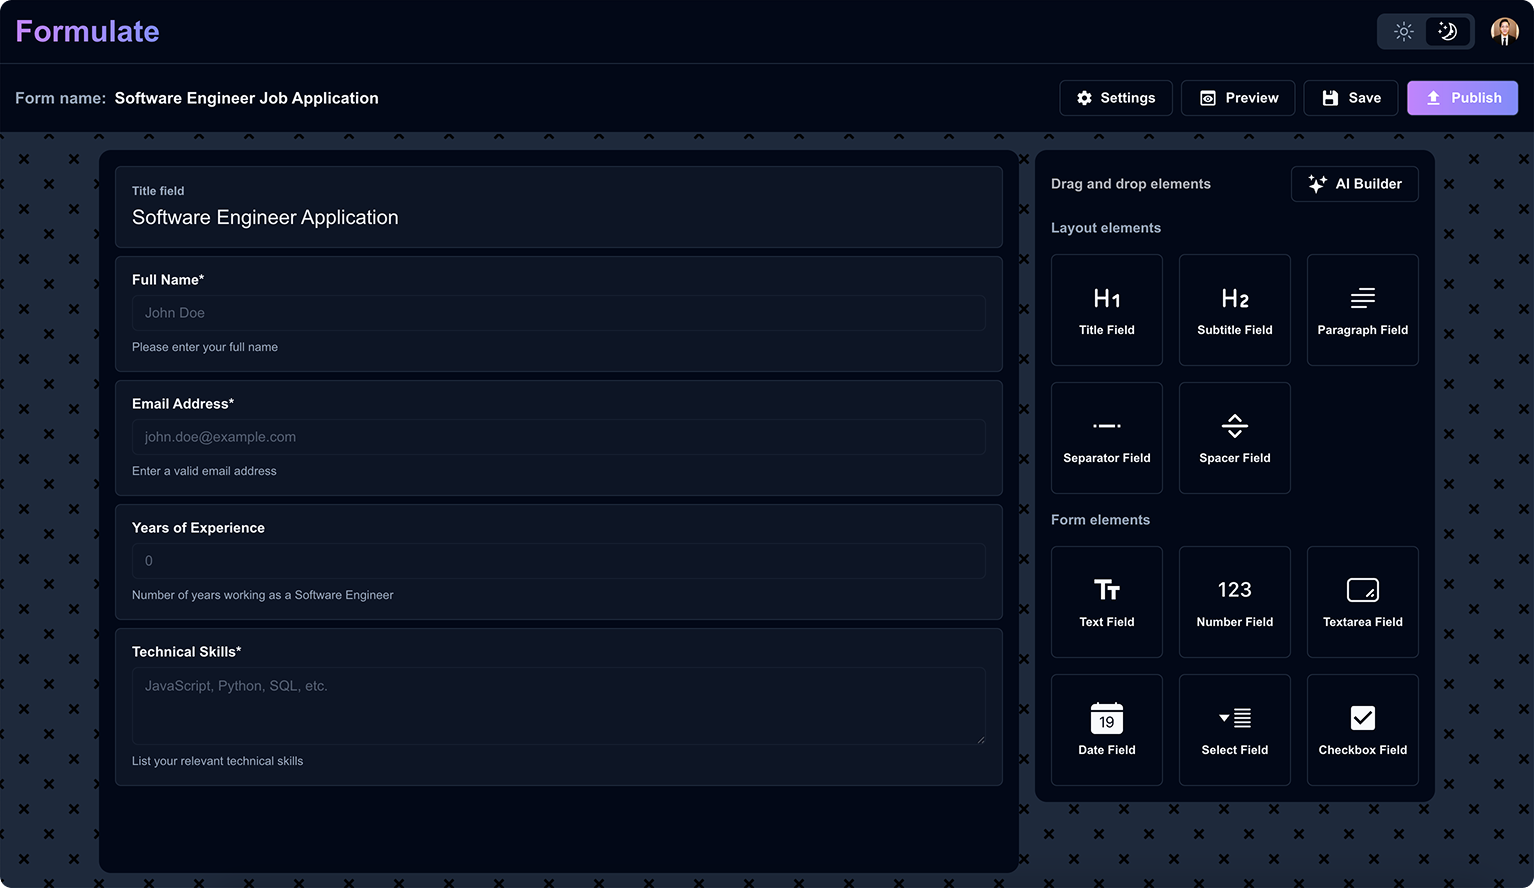 Formulate
Form name: Software Engineer Job Application
Settings
Preview
Save
Publish
Title field
Software Engineer Application
Full Name*
John Doe
Please enter your full name
Email Address*
john.doe@example.com
Enter a valid email address
Years of Experience
0
Number of years working as a Software Engineer
Technical Skills*
JavaScript, Python, SQL, etc.
List your relevant technical skills
Drag and drop elements
AI Builder
Layout elements
H1
Title Field
H2
Subtitle Field
Paragraph Field
Separator Field
Spacer Field
Form elements
TT
Text Field
123
Number Field
Textarea Field
19
Date Field
Select Field
Checkbox Field